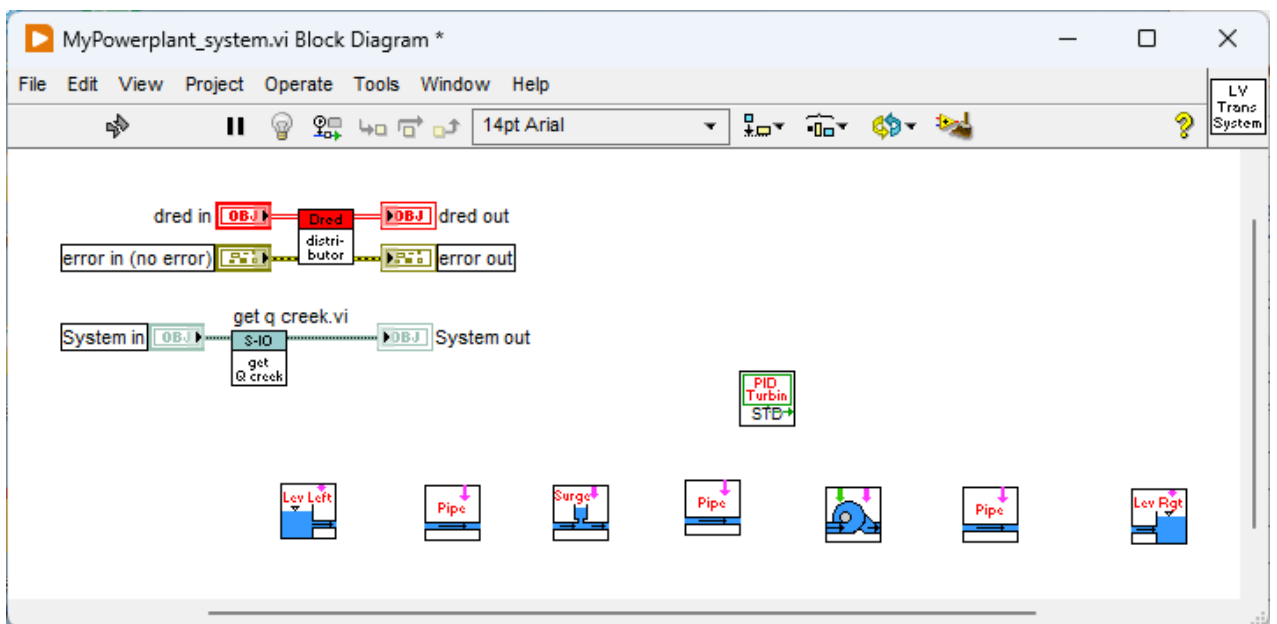 MyPowerplant_system.vi Block Diagram *
File Edit View Project Operate Tools Window Help
LV
Trans
System
14pt Arial
?
dred in OBJ Dred OBJ dred out
distri-
butor
error in (no error) error out
get q creek.vi
System in OBJ S-IO OBJ System out
get
Q creek
PID
Turbin
STD
Lev Left
Pipe
Surge
Pipe
Pipe
Lev Rgt